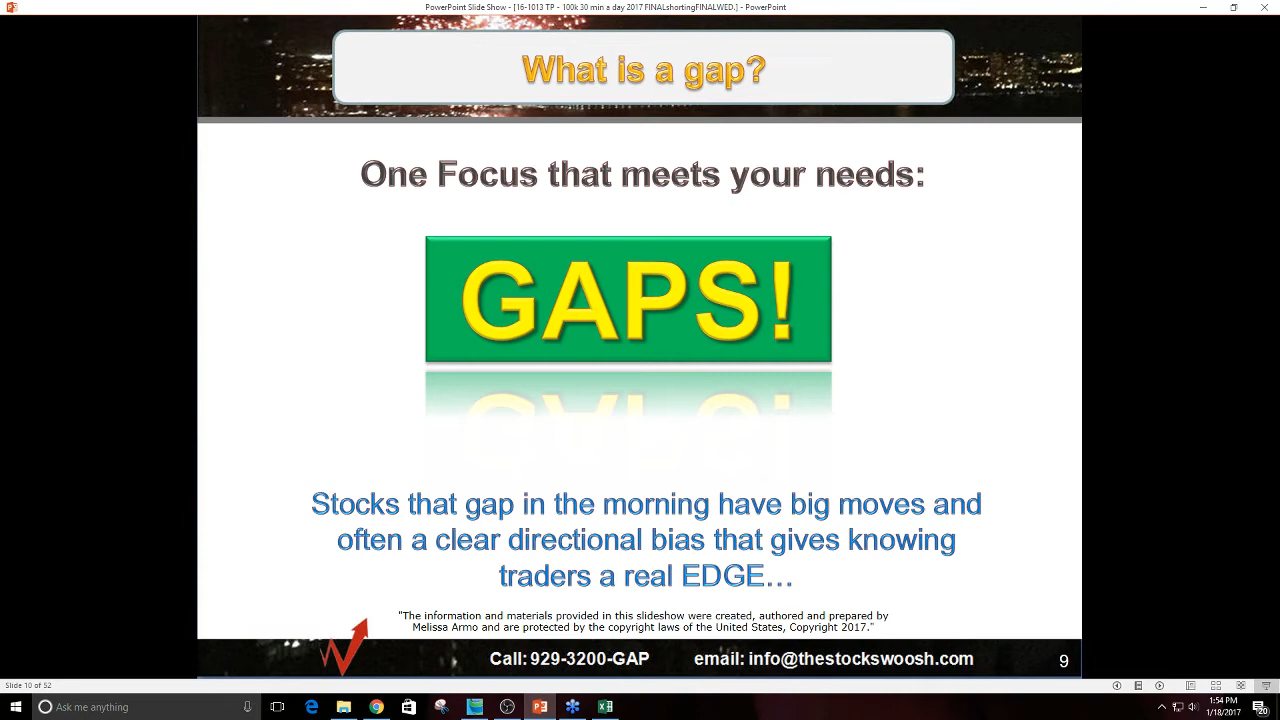 PowerPoint Slide Show - [16-1013 TP - 100k 30 min a day 2017 FINALshortingFINALWED.] - PowerPoint
What is a gap?
One Focus that meets your needs:
GAPS!
Stocks that gap in the morning have big moves and
often a clear directional bias that gives knowing
traders a real EDGE…
"The information and materials provided in this slideshow were created, authored and prepared by
Melissa Armo and are protected by the copyright laws of the United States, Copyright 2017."
Call: 929-3200-GAP email: info@thestockswoosh.com 9
Slide 10 of 52
Ask me anything
1:54 PM
1/18/2017
20